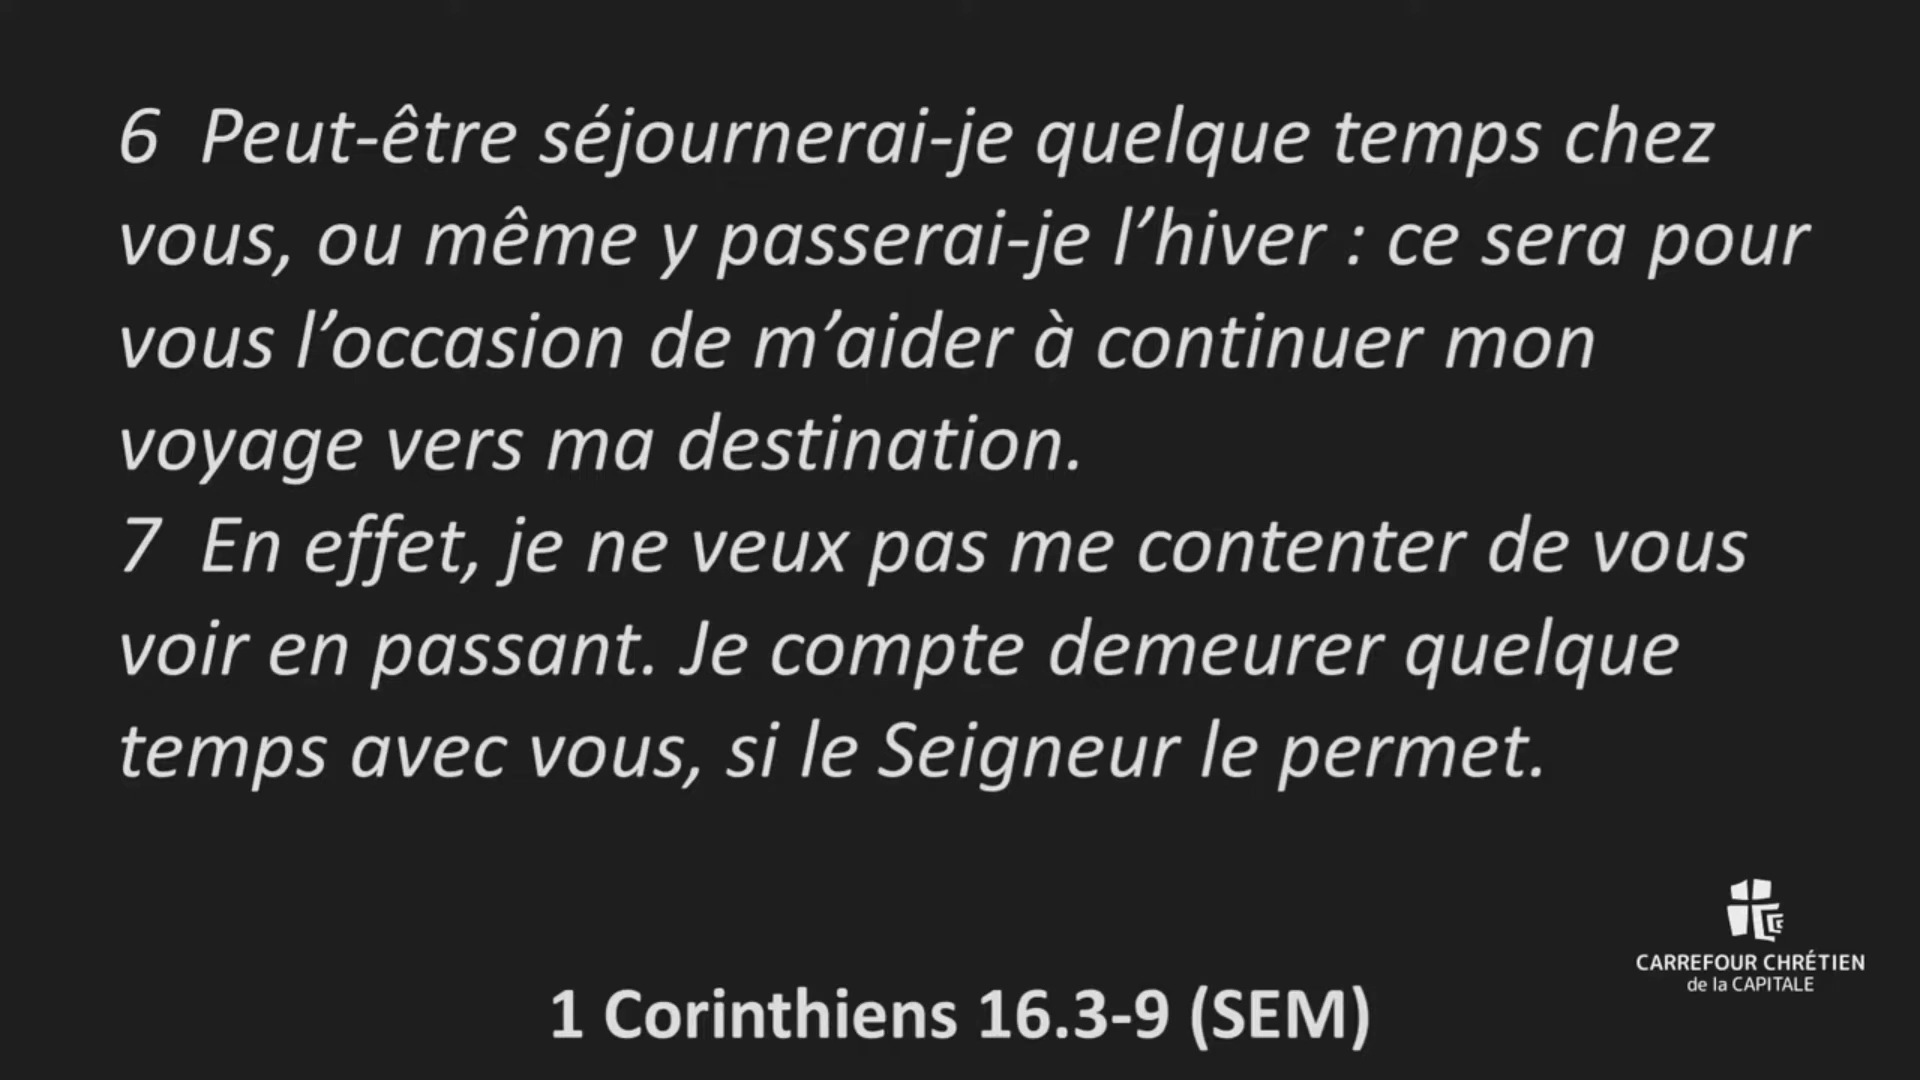 6  Peut-être séjournerai-je quelque temps chez
vous, ou même y passerai-je l’hiver : ce sera pour
vous l’occasion de m’aider à continuer mon
voyage vers ma destination.
7  En effet, je ne veux pas me contenter de vous
voir en passant. Je compte demeurer quelque
temps avec vous, si le Seigneur le permet.
CARREFOUR CHRÉTIEN
de la CAPITALE
1 Corinthiens 16.3-9 (SEM)